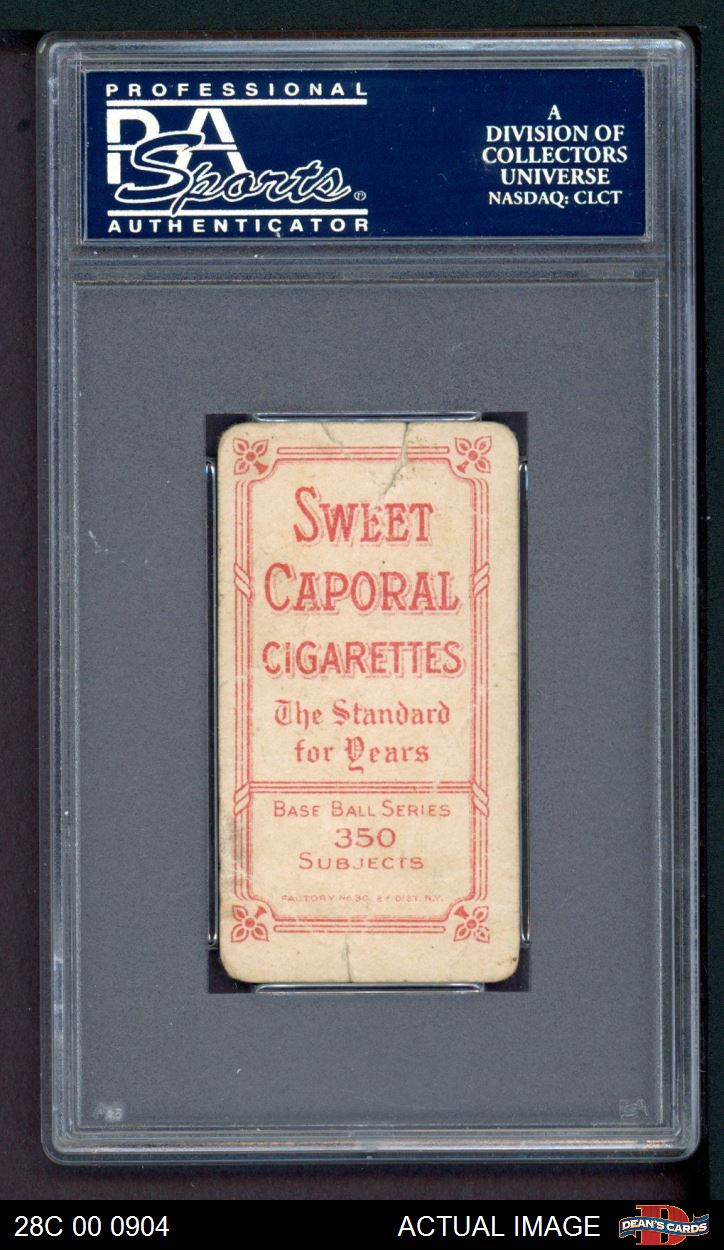 PROFESSIONAL
PSA
Sports
AUTHENTICATOR
A
DIVISION OF
COLLECTORS
UNIVERSE
NASDAQ: CLCT
SWEET
CAPORAL
CIGARETTES
The Standard
for Years
BASE BALL SERIES
350
SUBJECTS
FACTORY No. 30, 2d DIST. N.Y.
28C 00 0904
ACTUAL IMAGE
DEAN'S CARDS